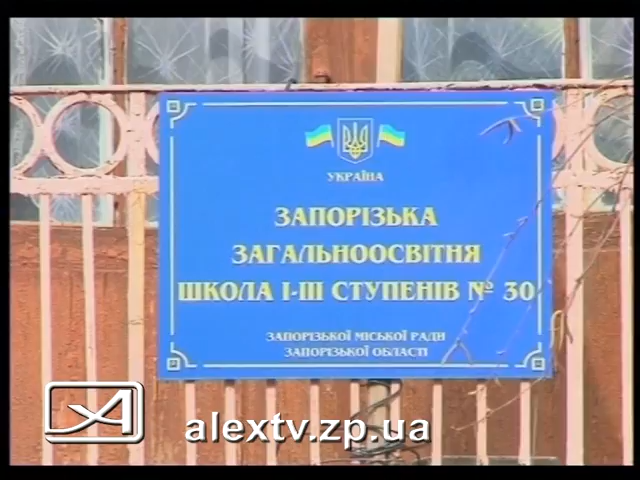 УКРАЇНА
ЗАПОРІЗЬКА
ЗАГАЛЬНООСВІТНЯ
ШКОЛА І-ІІІ СТУПЕНІВ № 30
ЗАПОРІЗЬКОЇ МІСЬКОЇ РАДИ
ЗАПОРІЗЬКОЇ ОБЛАСТІ
alextv.zp.ua